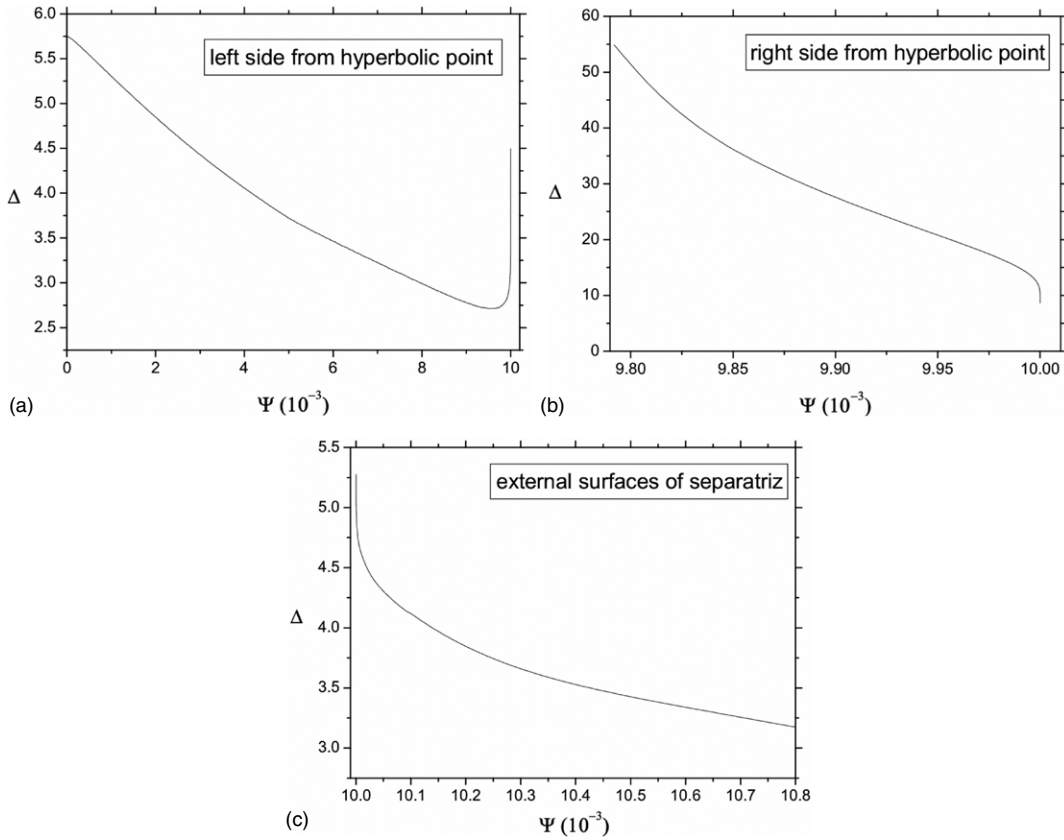 6.0
5.5
5.0
4.5
4.0
3.5
3.0
2.5
Δ
left side from hyperbolic point
0 2 4 6 8 10
Ψ (10⁻³)
(a)
60
50
40
30
20
10
0
Δ
right side from hyperbolic point
9.80 9.85 9.90 9.95 10.00
Ψ (10⁻³)
(b)
5.5
5.0
4.5
4.0
3.5
3.0
Δ
external surfaces of separatriz
10.0 10.1 10.2 10.3 10.4 10.5 10.6 10.7 10.8
Ψ (10⁻³)
(c)